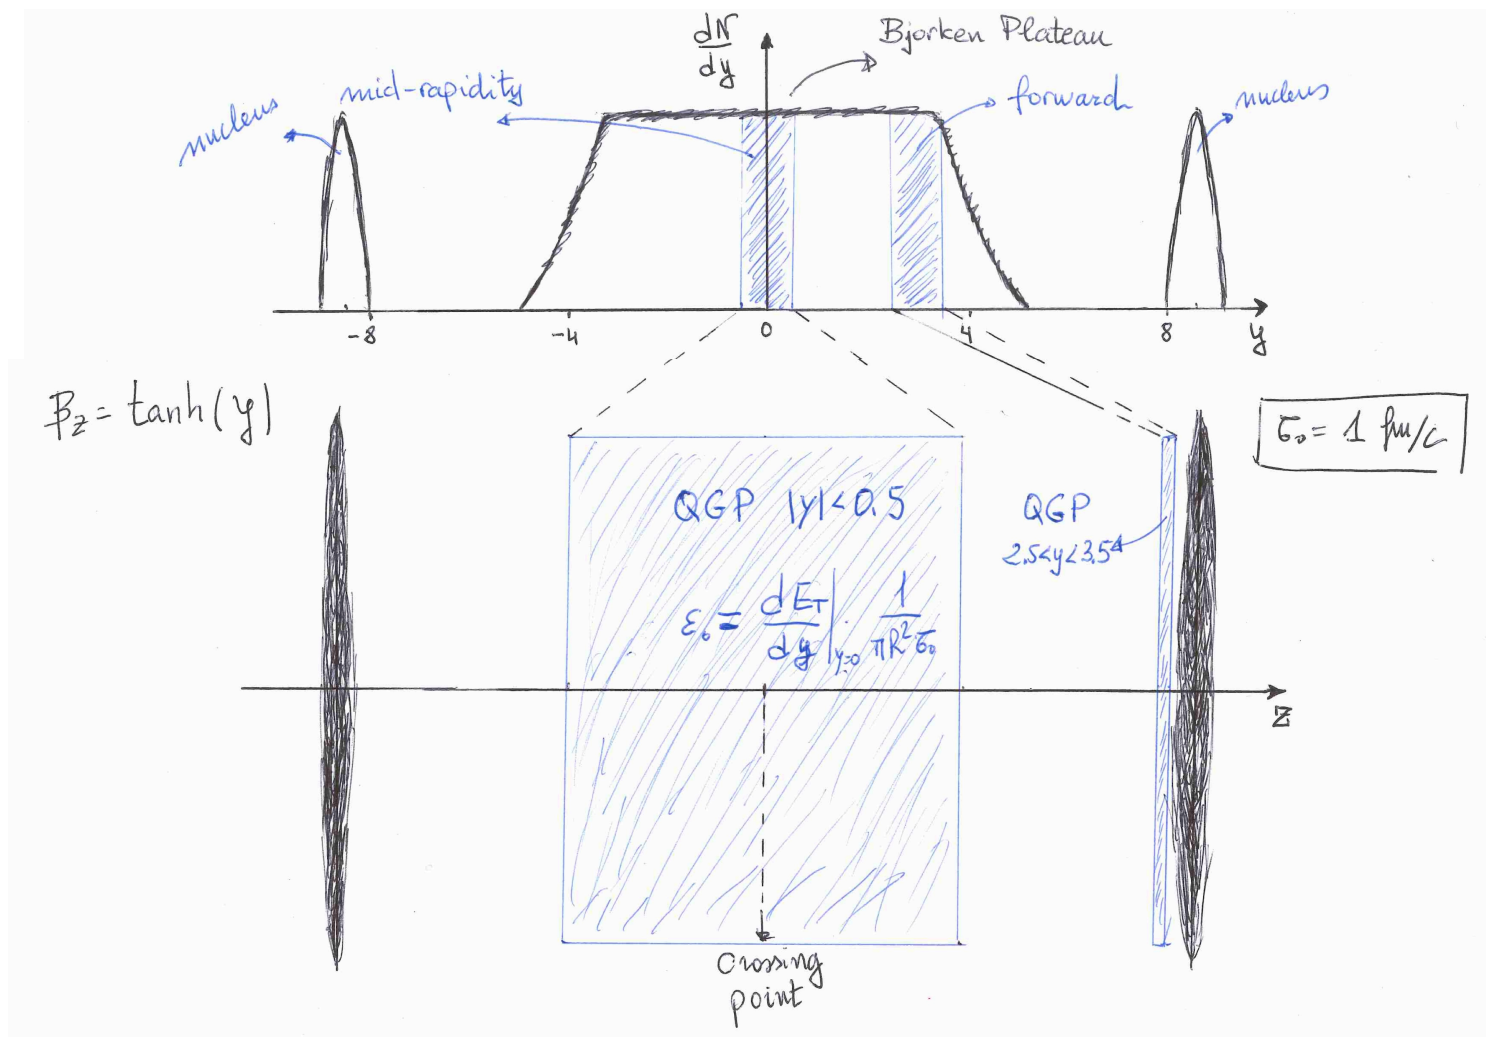 dN
dy
Bjorken Plateau
nucleus
mid-rapidity
forward
nucleus
-8
-4
0
4
8
y
βz = tanh(y)
τ₀ = 1 fm/c
QGP |y|<0.5
QGP
2.5<y<3.5
ε₀ = dE_T/dy|y=0 · 1/πR²τ₀
z
Crossing
point